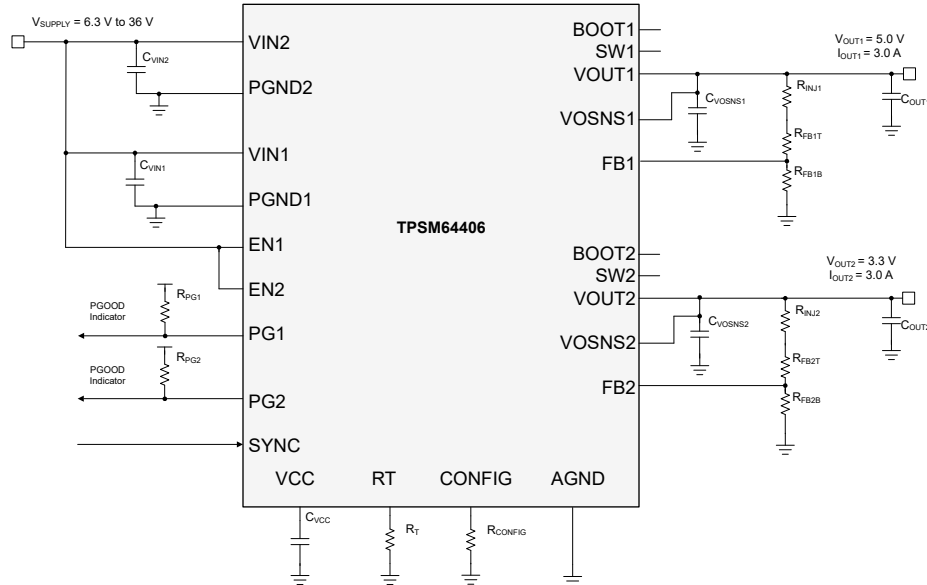 VSUPPLY = 6.3 V to 36 V
CVIN2
VIN2
PGND2
CVIN1
VIN1
PGND1
EN1
EN2
RPG1
PGOOD
Indicator
PG1
RPG2
PGOOD
Indicator
PG2
SYNC
TPSM64406
BOOT1
SW1
VOUT1
VOSNS1
FB1
BOOT2
SW2
VOUT2
VOSNS2
FB2
VOUT1 = 5.0 V
IOUT1 = 3.0 A
CVOSNS1
RINJ1
RFB1T
RFB1B
COUT1
VOUT2 = 3.3 V
IOUT2 = 3.0 A
CVOSNS2
RINJ2
RFB2T
RFB2B
COUT2
VCC
RT
CONFIG
AGND
CVCC
RT
RCONFIG